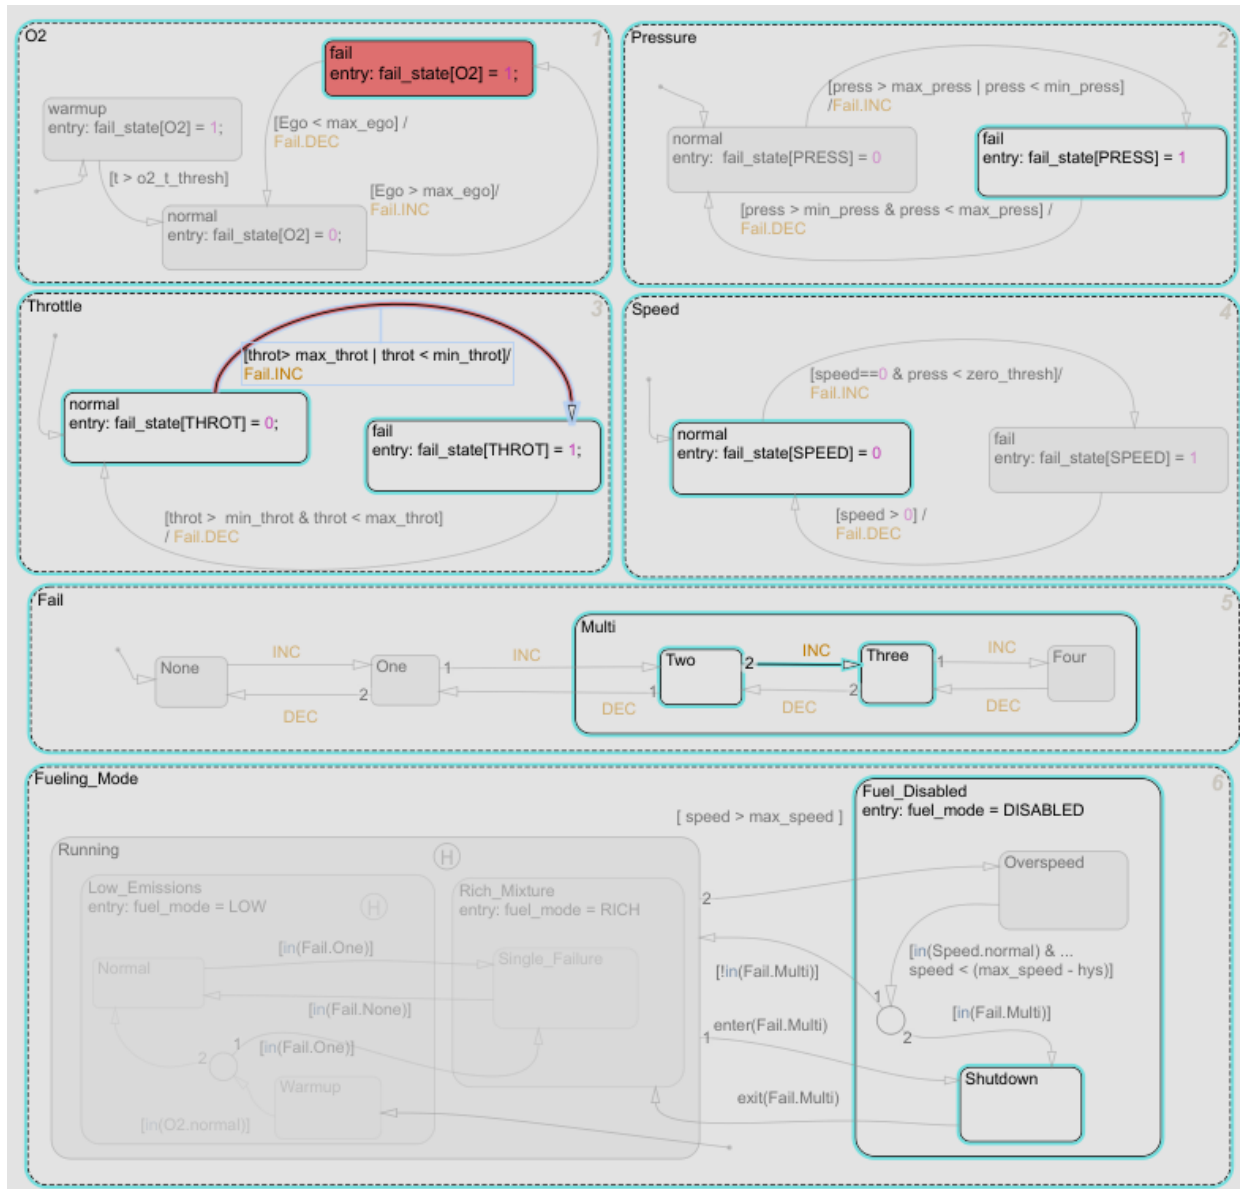 O2
1
fail
entry: fail_state[O2] = 1;
warmup
entry: fail_state[O2] = 1;
[Ego < max_ego] /
Fail.DEC
[t > o2_t_thresh]
[Ego > max_ego]/
Fail.INC
normal
entry: fail_state[O2] = 0;
Pressure
2
[press > max_press | press < min_press]
/Fail.INC
normal
entry: fail_state[PRESS] = 0
fail
entry: fail_state[PRESS] = 1
[press > min_press & press < max_press] /
Fail.DEC
Throttle
3
[throt> max_throt | throt < min_throt]/
Fail.INC
normal
entry: fail_state[THROT] = 0;
fail
entry: fail_state[THROT] = 1;
[throt > min_throt & throt < max_throt]
/ Fail.DEC
Speed
4
[speed==0 & press < zero_thresh]/
Fail.INC
normal
entry: fail_state[SPEED] = 0
fail
entry: fail_state[SPEED] = 1
[speed > 0] /
Fail.DEC
Fail
5
Multi
None
INC
One
1
INC
Two
2
INC
Three
1
INC
Four
DEC
2
DEC
1
DEC
2
DEC
Fueling_Mode
6
Fuel_Disabled
entry: fuel_mode = DISABLED
[ speed > max_speed ]
Running
H
Overspeed
Low_Emissions
entry: fuel_mode = LOW
H
Rich_Mixture
entry: fuel_mode = RICH
2
[in(Fail.One)]
Normal
Single_Failure
[in(Speed.normal) & ...
speed < (max_speed - hys)]
[!in(Fail.Multi)]
1
[in(Fail.None)]
[in(Fail.Multi)]
enter(Fail.Multi)
1
2
1
[in(Fail.One)]
2
Warmup
Shutdown
exit(Fail.Multi)
[in(O2.normal)]